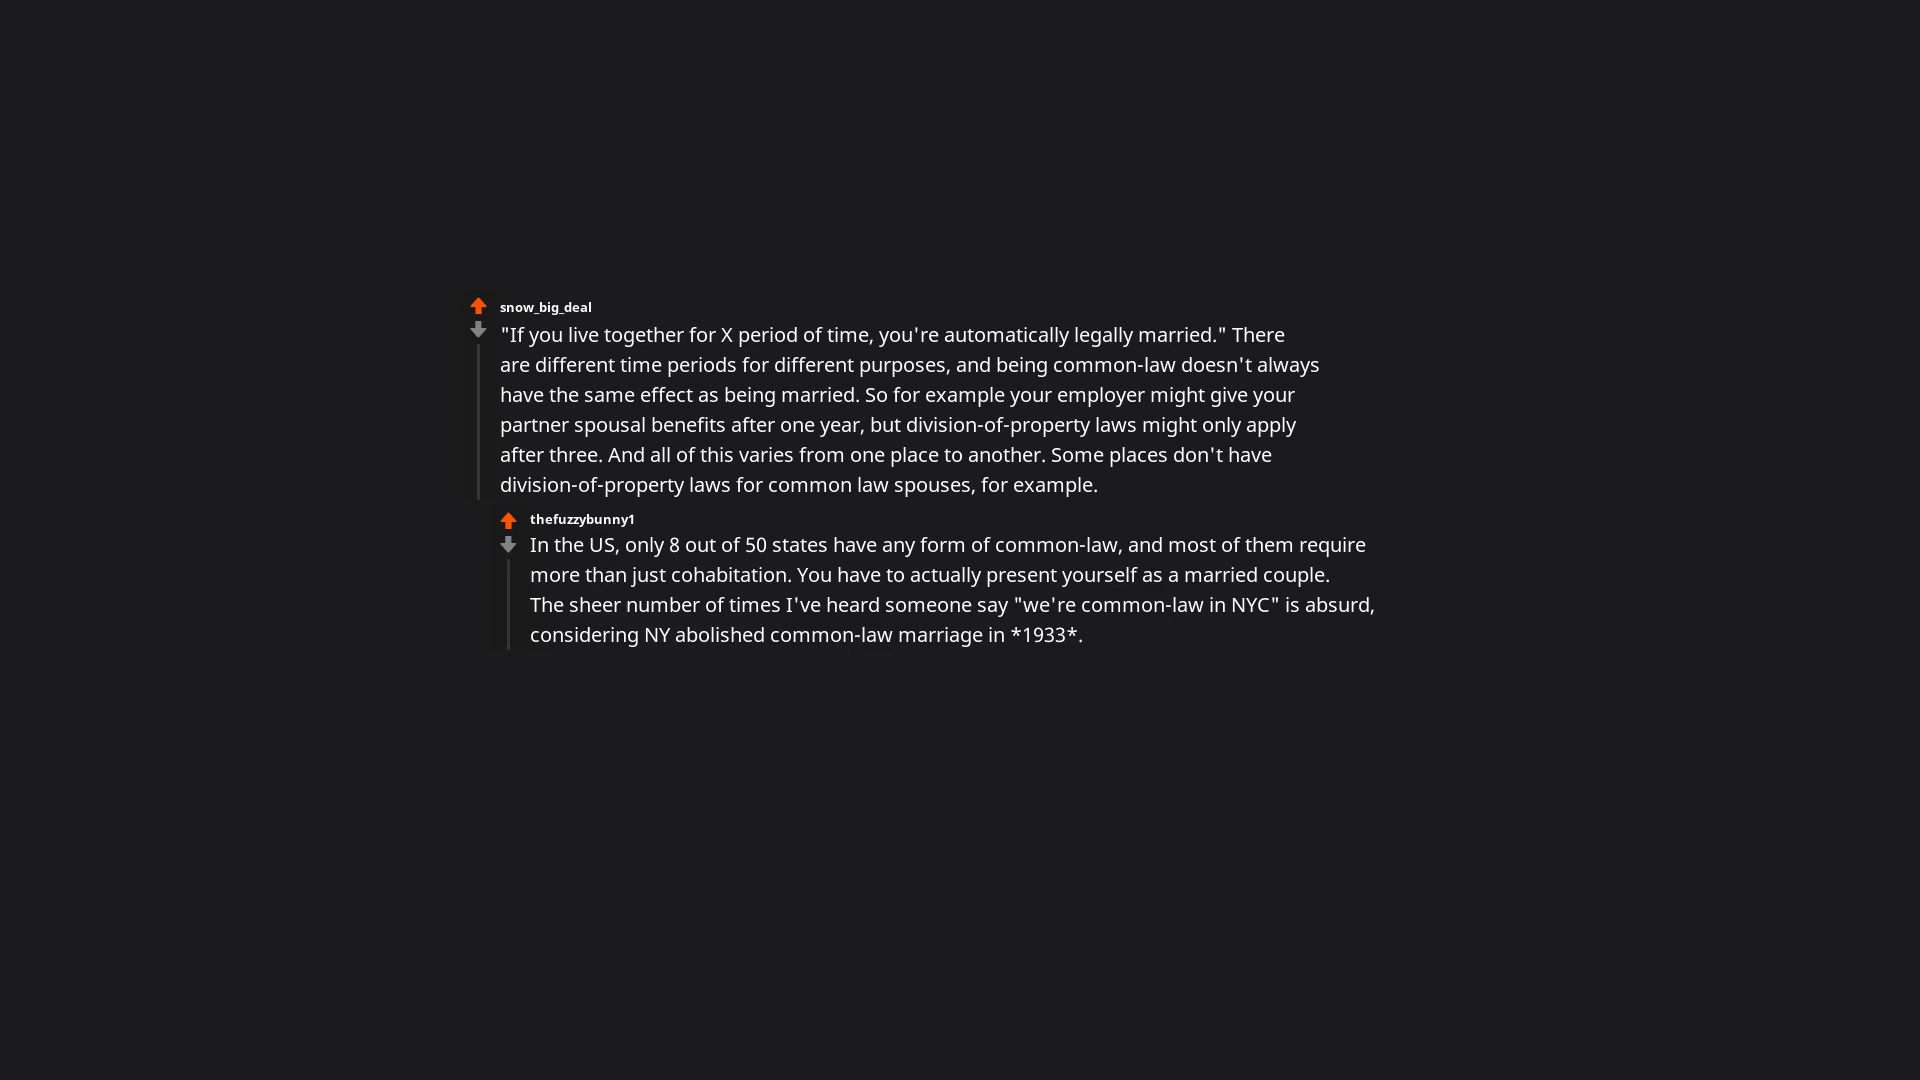 snow_big_deal
"If you live together for X period of time, you're automatically legally married." There
are different time periods for different purposes, and being common-law doesn't always
have the same effect as being married. So for example your employer might give your
partner spousal benefits after one year, but division-of-property laws might only apply
after three. And all of this varies from one place to another. Some places don't have
division-of-property laws for common law spouses, for example.
thefuzzybunny1
In the US, only 8 out of 50 states have any form of common-law, and most of them require
more than just cohabitation. You have to actually present yourself as a married couple.
The sheer number of times I've heard someone say "we're common-law in NYC" is absurd,
considering NY abolished common-law marriage in *1933*.